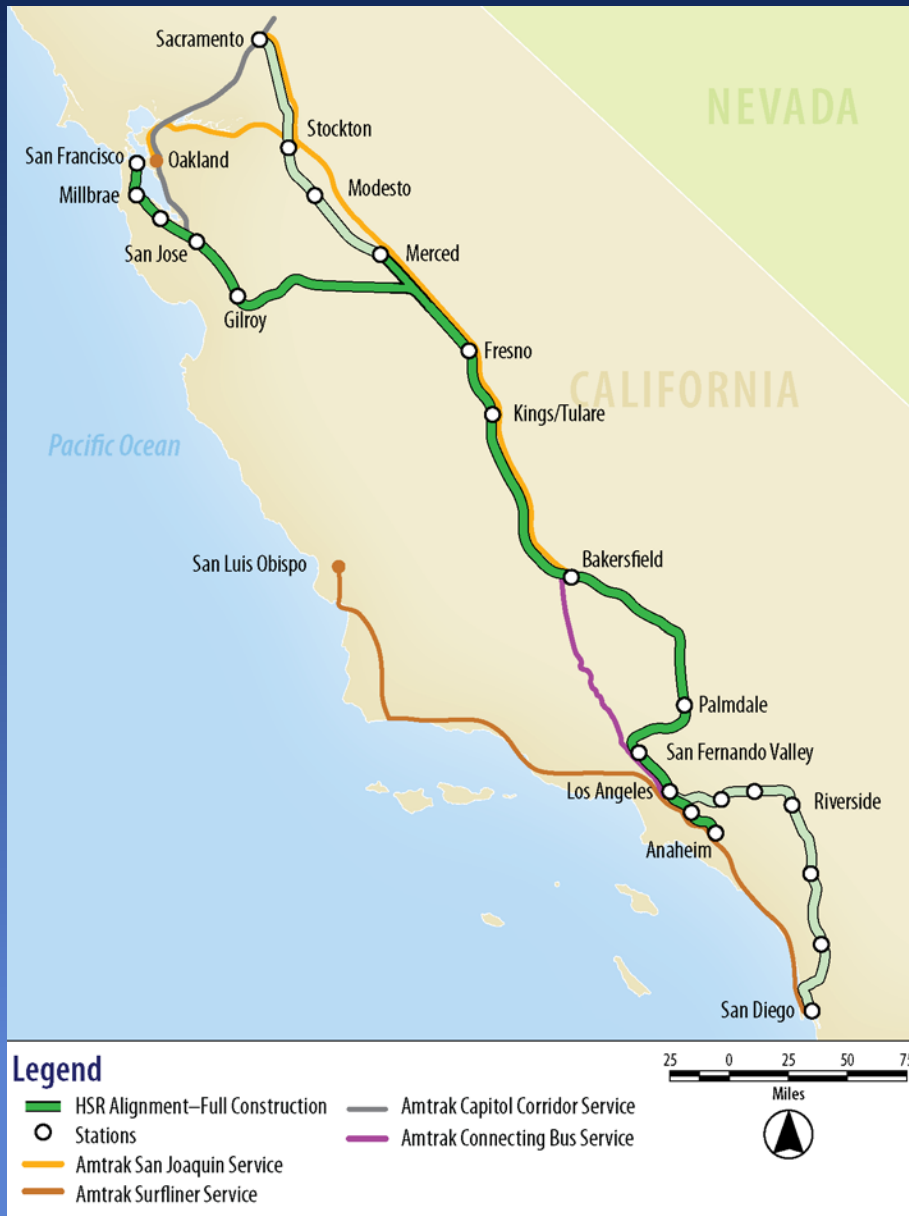 Sacramento
NEVADA
Stockton
San Francisco
Oakland
Millbrae
Modesto
San Jose
Merced
Gilroy
Fresno
CALIFORNIA
Kings/Tulare
Pacific Ocean
San Luis Obispo
Bakersfield
Palmdale
San Fernando Valley
Los Angeles
Riverside
Anaheim
San Diego
Legend
25 0 25 50 75
Miles
HSR Alignment–Full Construction
Stations
Amtrak San Joaquin Service
Amtrak Surfliner Service
Amtrak Capitol Corridor Service
Amtrak Connecting Bus Service